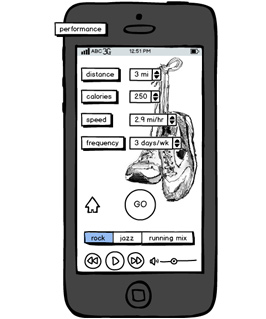 performance
ABC 3G 12:51 PM
distance 3 mi
calories 250
speed 2.9 mi/hr
frequency 3 days/wk
GO
rock jazz running mix